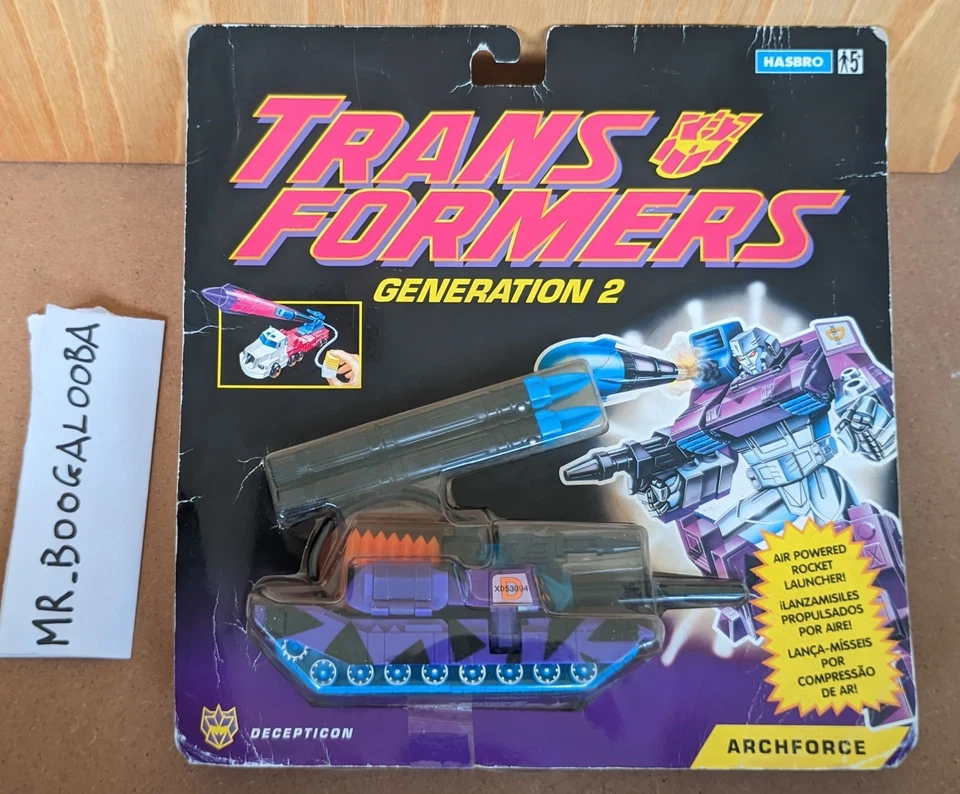 HASBRO
5+
TRANS
FORMERS
GENERATION 2
MR_BOOGALOOBA
D
X053094
AIR POWERED
ROCKET
LAUNCHER!
¡LANZAMISILES
PROPULSADOS
POR AIRE!
LANÇA-MÍSSEIS
POR
COMPRESSÃO
DE AR!
DECEPTICON
ARCHFORCE